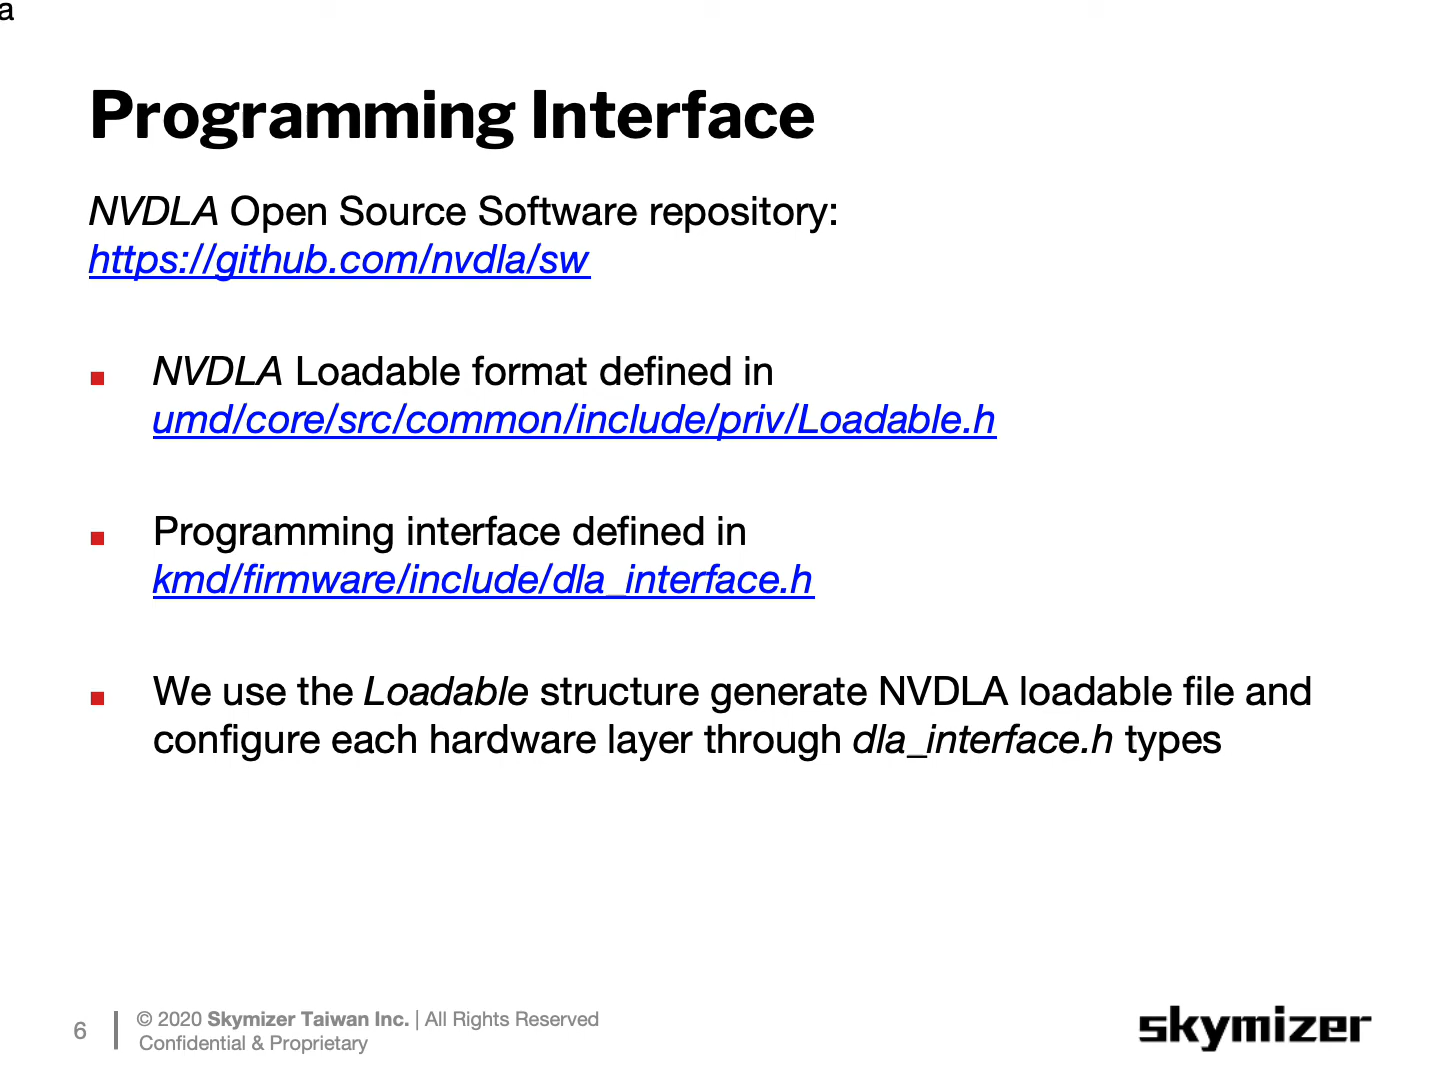 a
Programming Interface
NVDLA Open Source Software repository:
https://github.com/nvdla/sw
NVDLA Loadable format defined in
umd/core/src/common/include/priv/Loadable.h
Programming interface defined in
kmd/firmware/include/dla_interface.h
We use the Loadable structure generate NVDLA loadable file and
configure each hardware layer through dla_interface.h types
6
© 2020 Skymizer Taiwan Inc. | All Rights Reserved
Confidential & Proprietary
skymizer